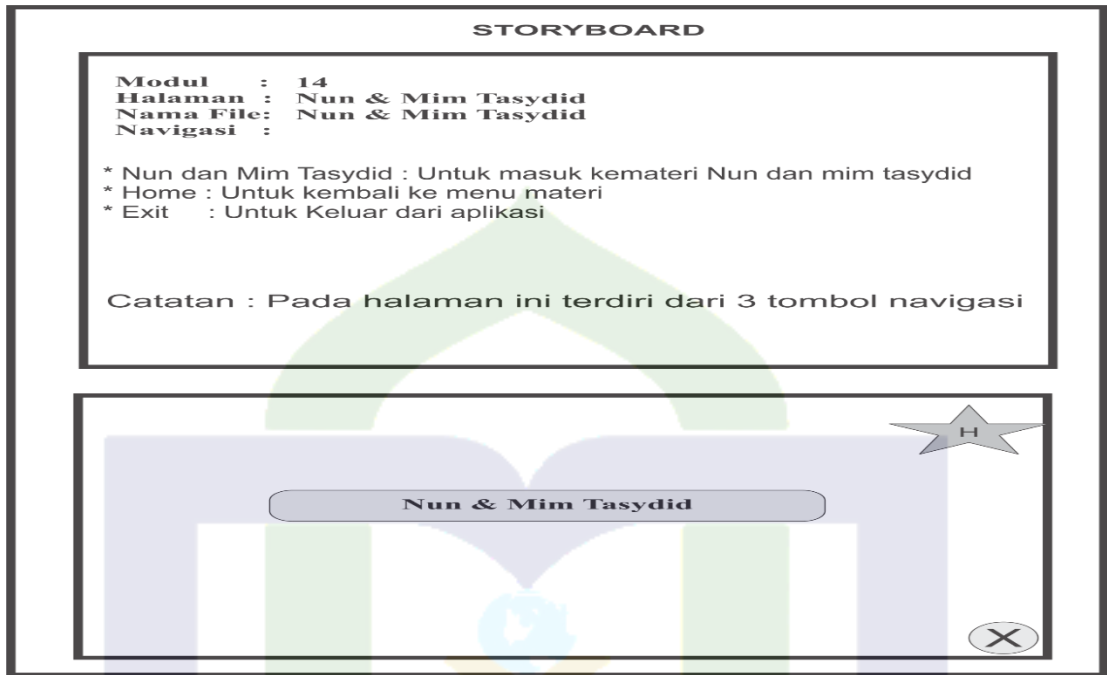 STORYBOARD
Modul : 14
Halaman : Nun & Mim Tasydid
Nama File: Nun & Mim Tasydid
Navigasi :
* Nun dan Mim Tasydid : Untuk masuk kemateri Nun dan mim tasydid
* Home : Untuk kembali ke menu materi
* Exit : Untuk Keluar dari aplikasi
Catatan : Pada halaman ini terdiri dari 3 tombol navigasi
H
Nun & Mim Tasydid
X